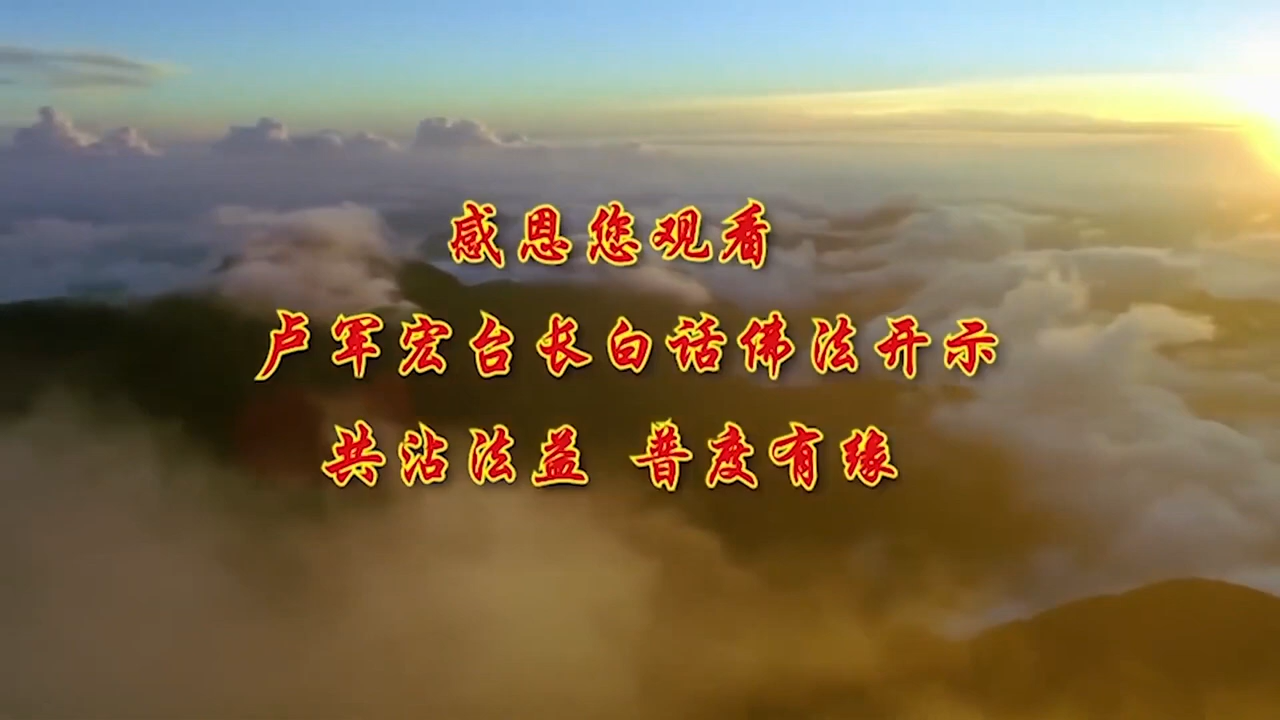 感恩您观看
卢军宏台长白话佛法开示
共沾法益 普度有缘